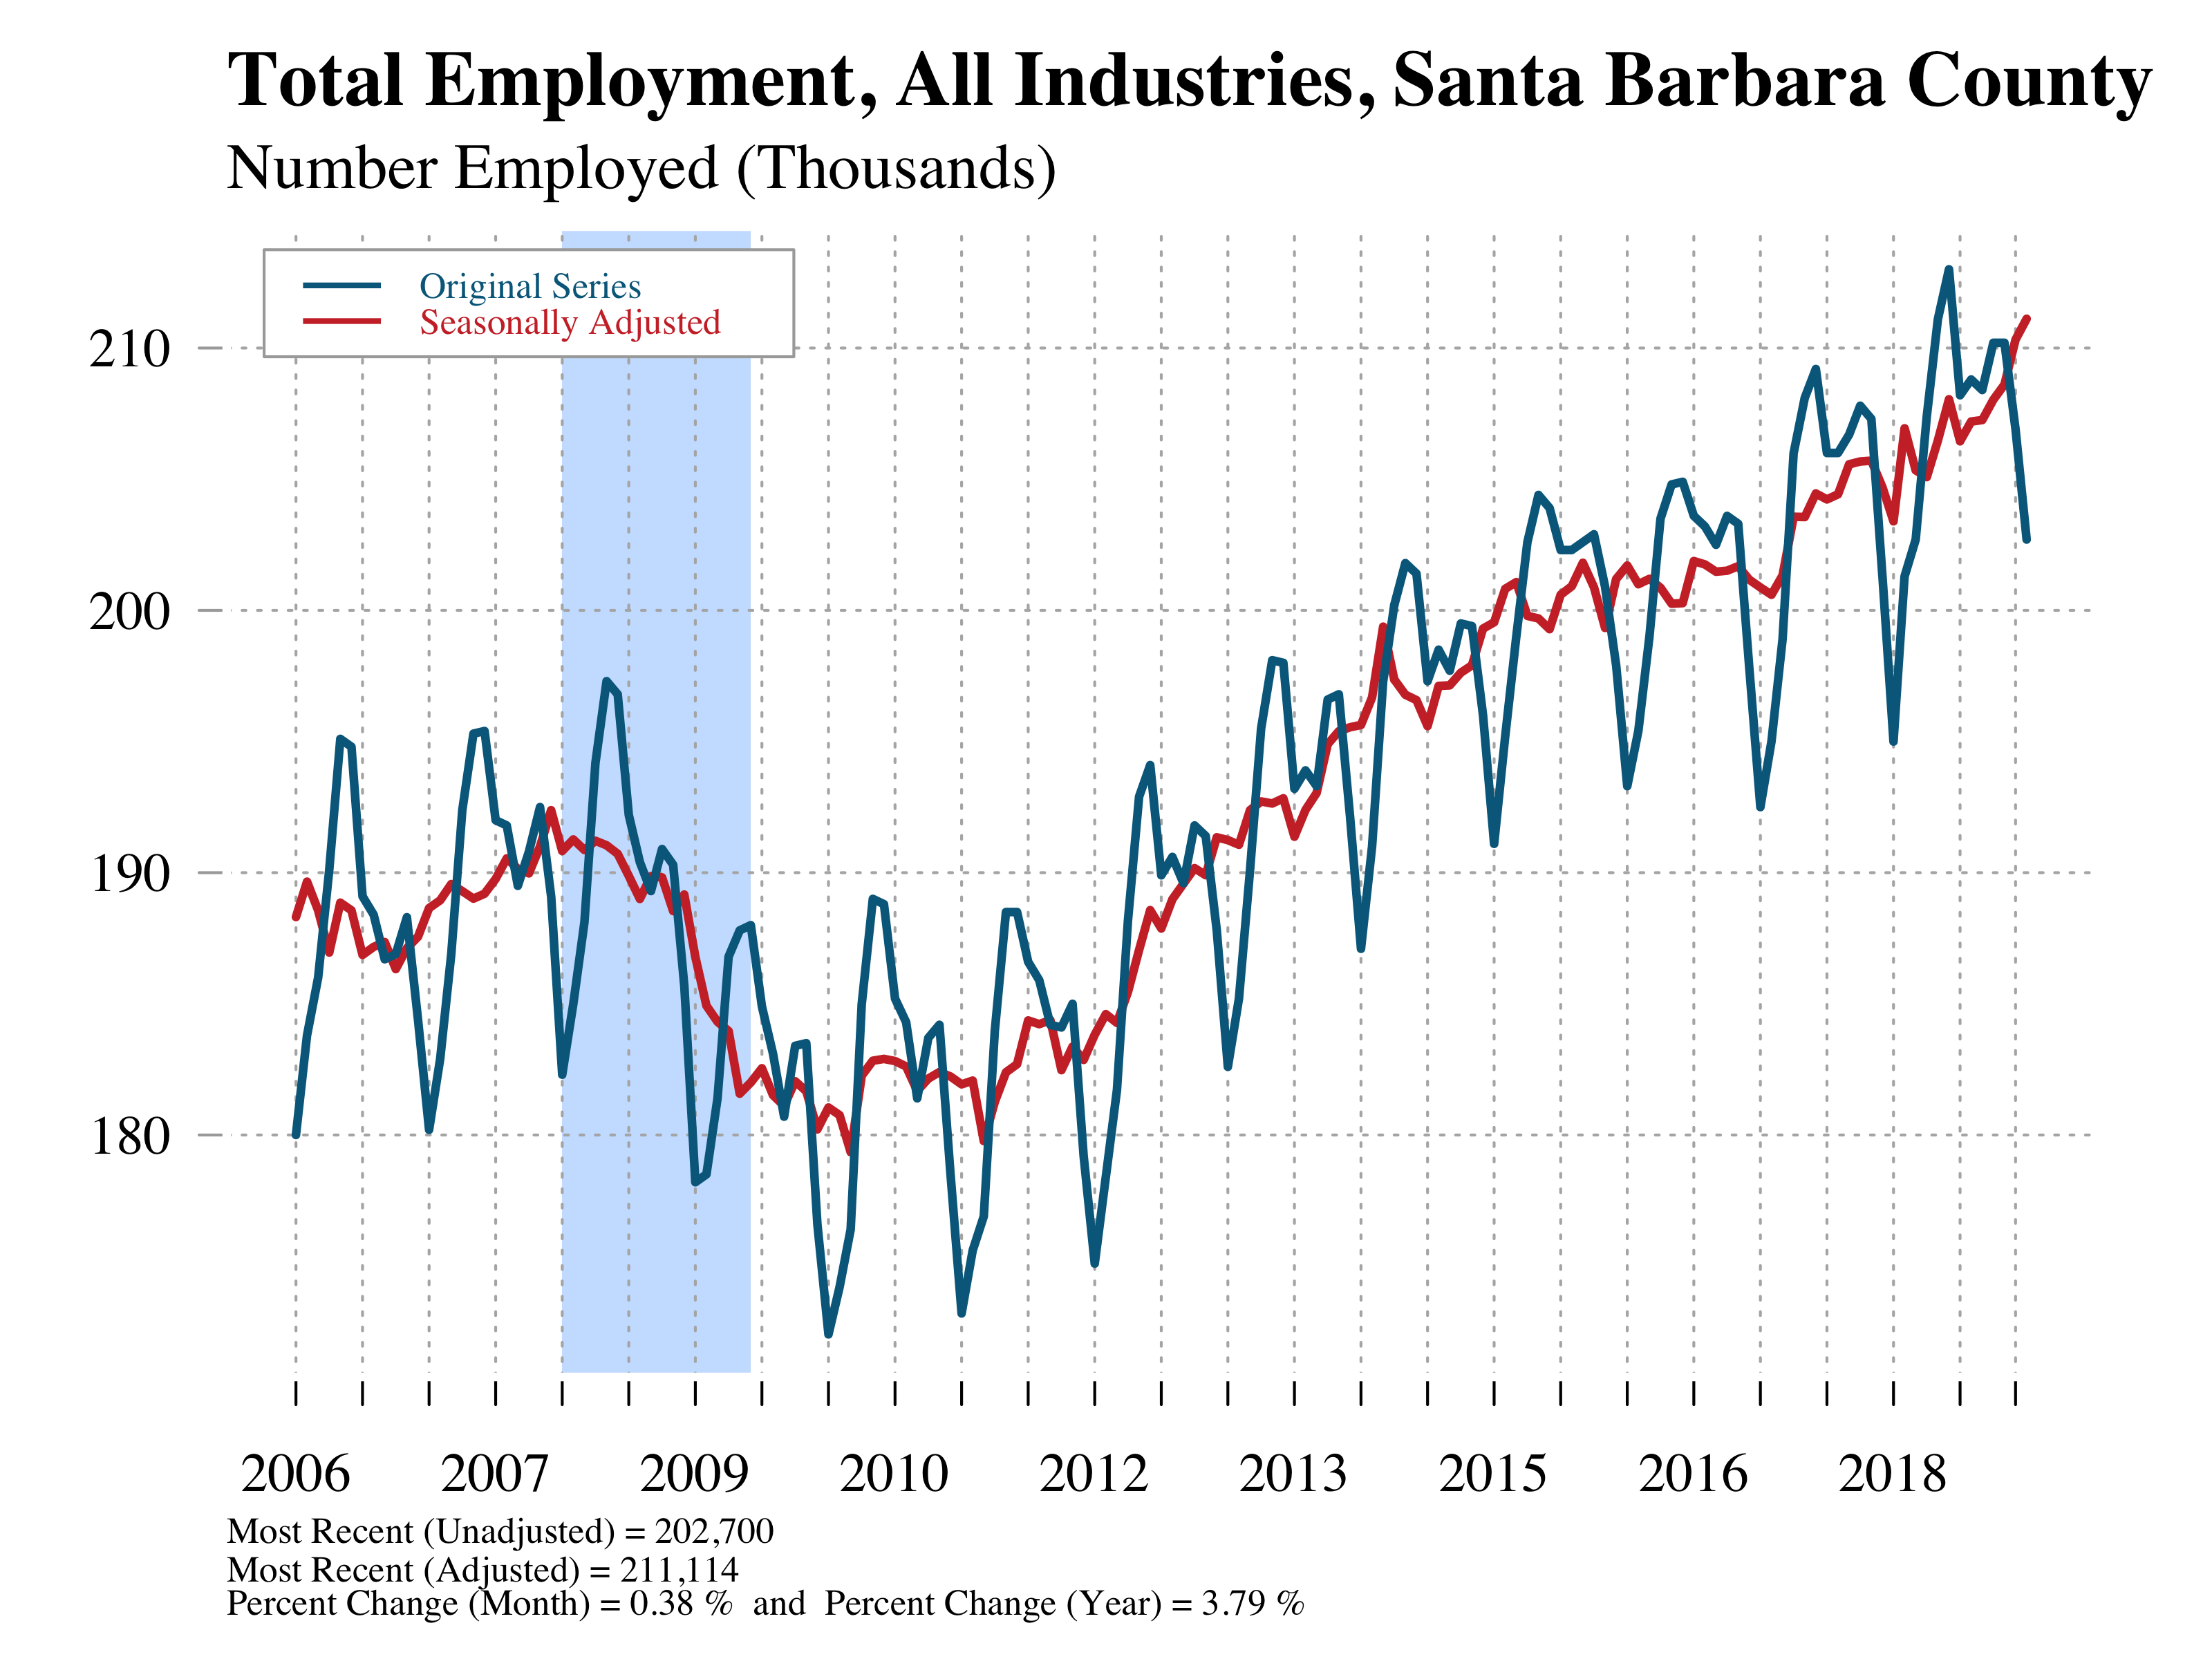 Total Employment, All Industries, Santa Barbara County
Number Employed (Thousands)
Original Series
Seasonally Adjusted
210
200
190
180
2006 2007 2009 2010 2012 2013 2015 2016 2018
Most Recent (Unadjusted) = 202,700
Most Recent (Adjusted) = 211,114
Percent Change (Month) = 0.38 % and Percent Change (Year) = 3.79 %